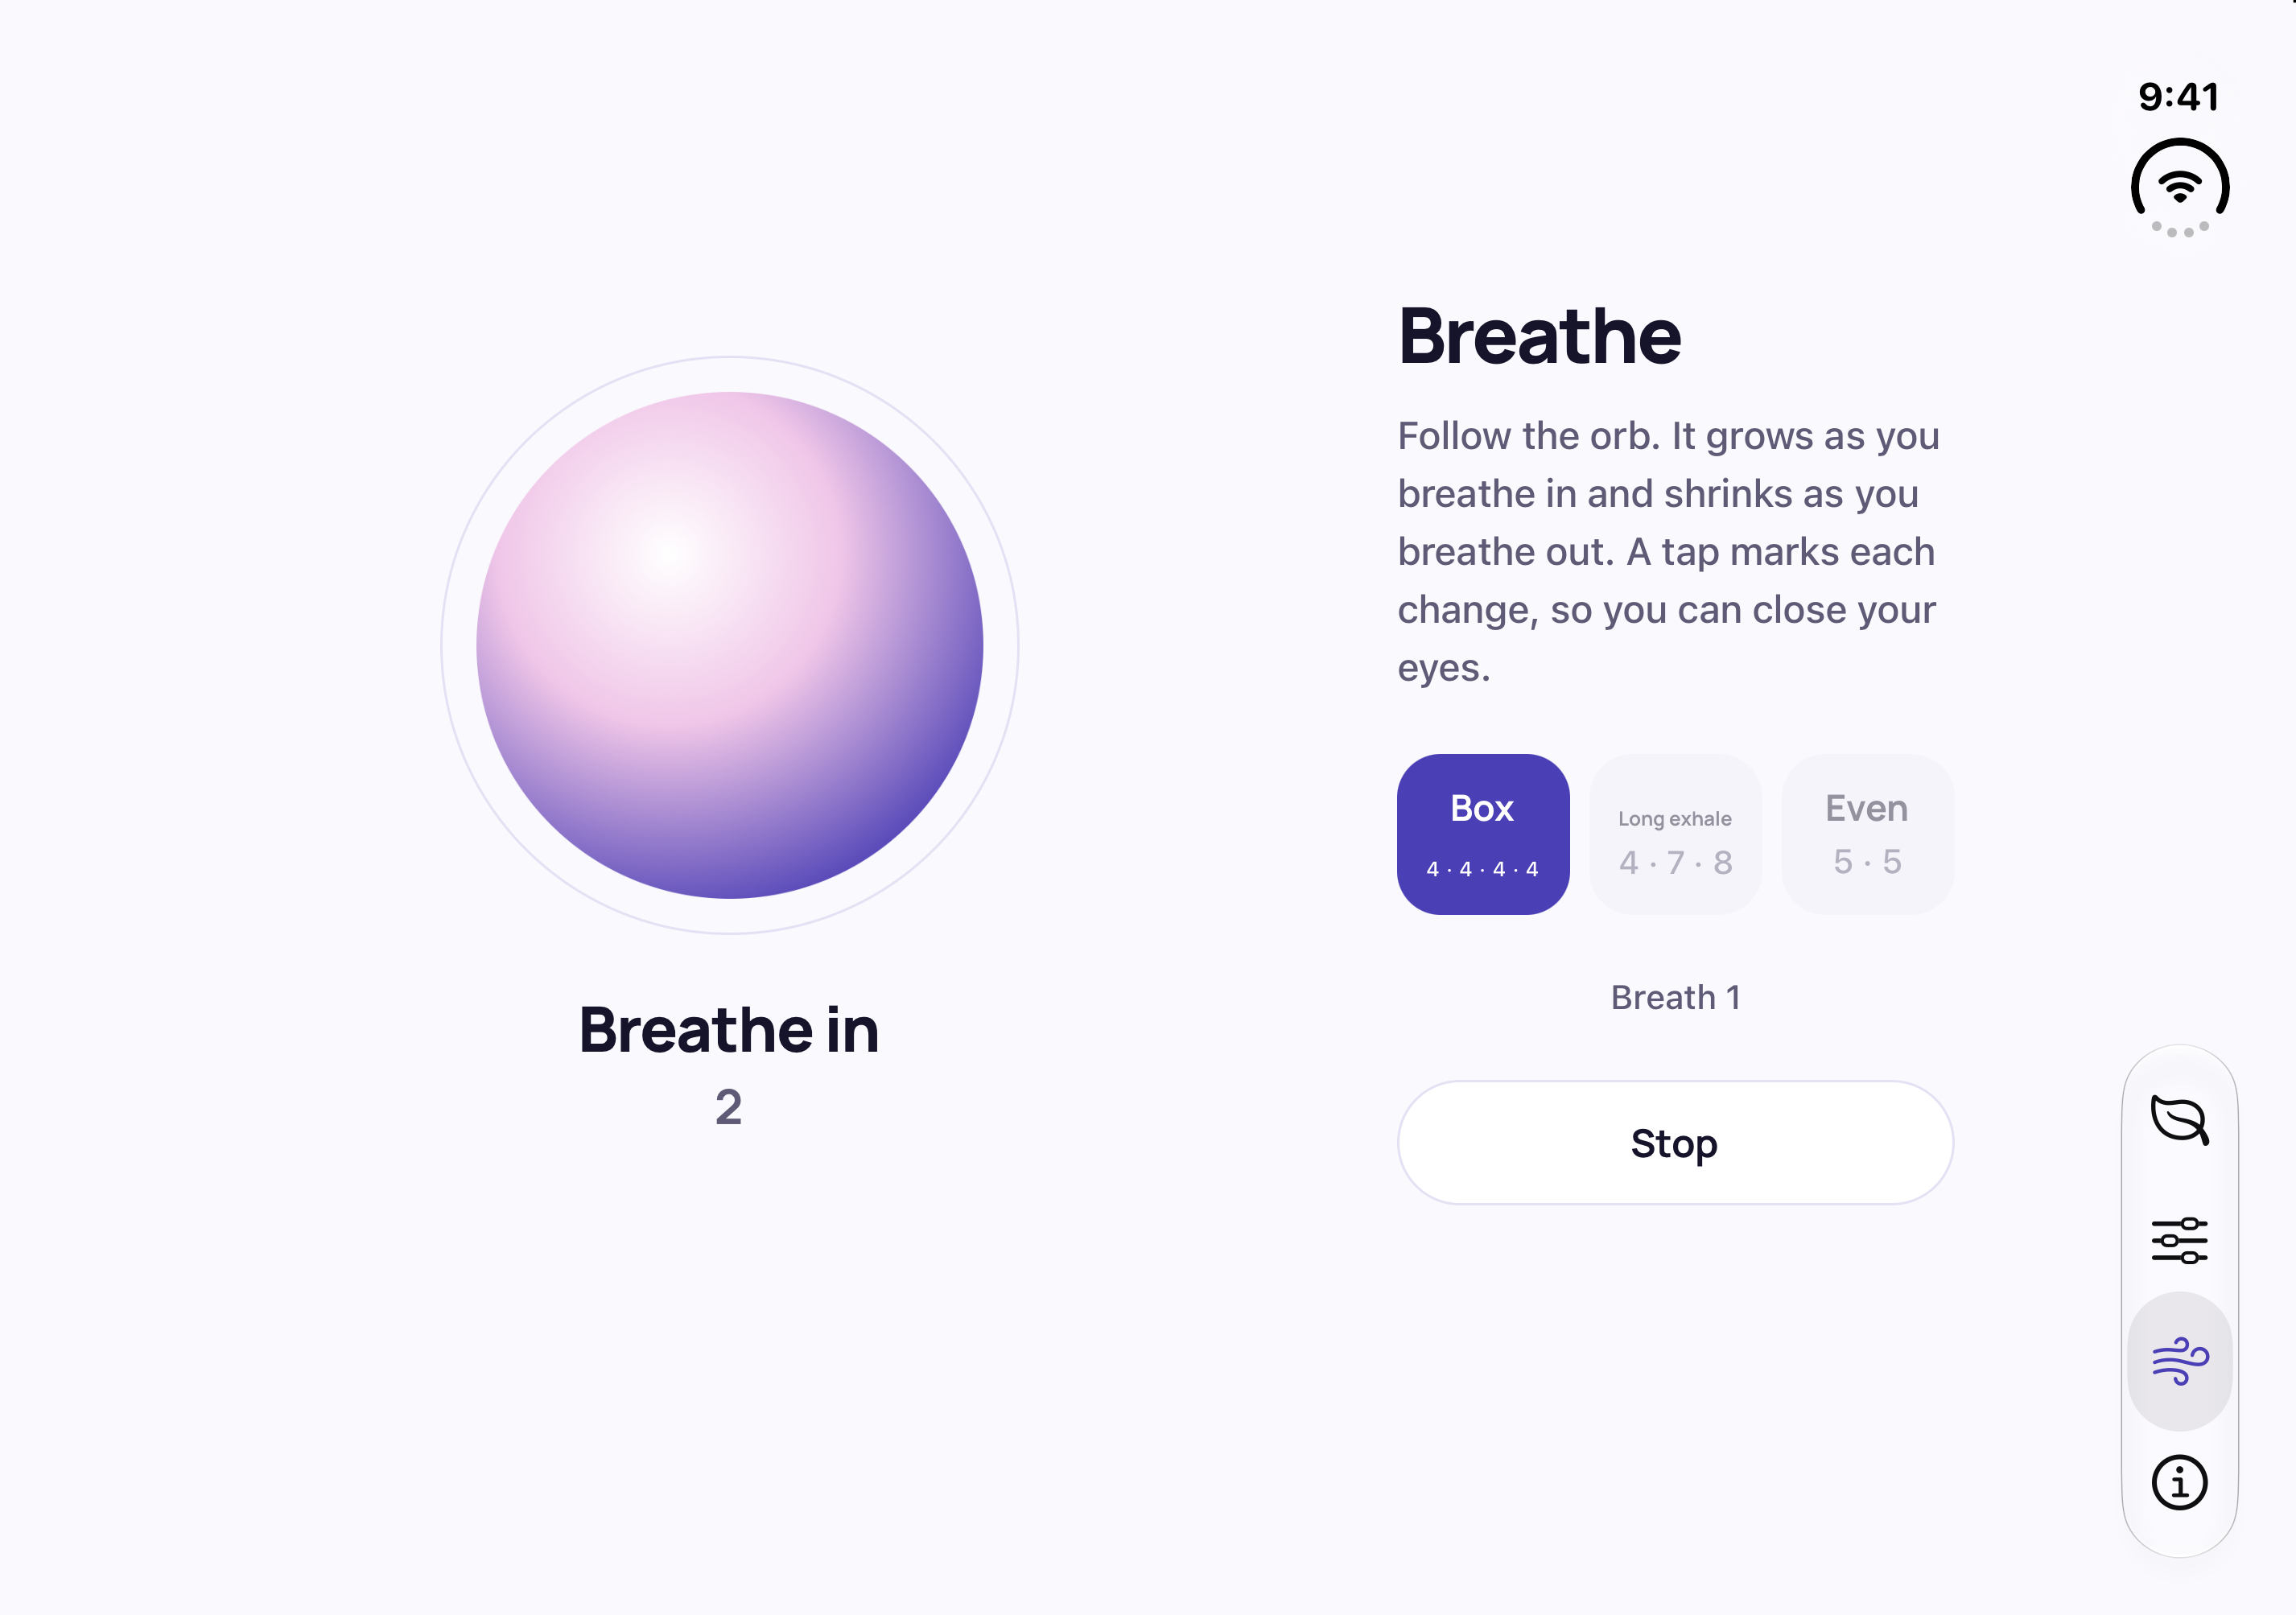 9:41
Breathe
Follow the orb. It grows as you
breathe in and shrinks as you
breathe out. A tap marks each
change, so you can close your
eyes.
Box
4 · 4 · 4 · 4
Long exhale
4 · 7 · 8
Even
5 · 5
Breathe in
2
Breath 1
Stop